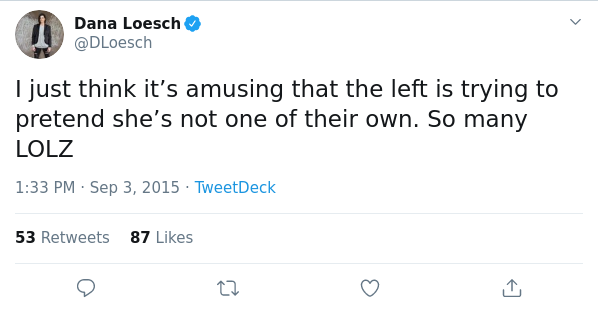 Dana Loesch
@DLoesch
I just think it’s amusing that the left is trying to
pretend she’s not one of their own. So many
LOLZ
1:33 PM · Sep 3, 2015 · TweetDeck
53 Retweets 87 Likes